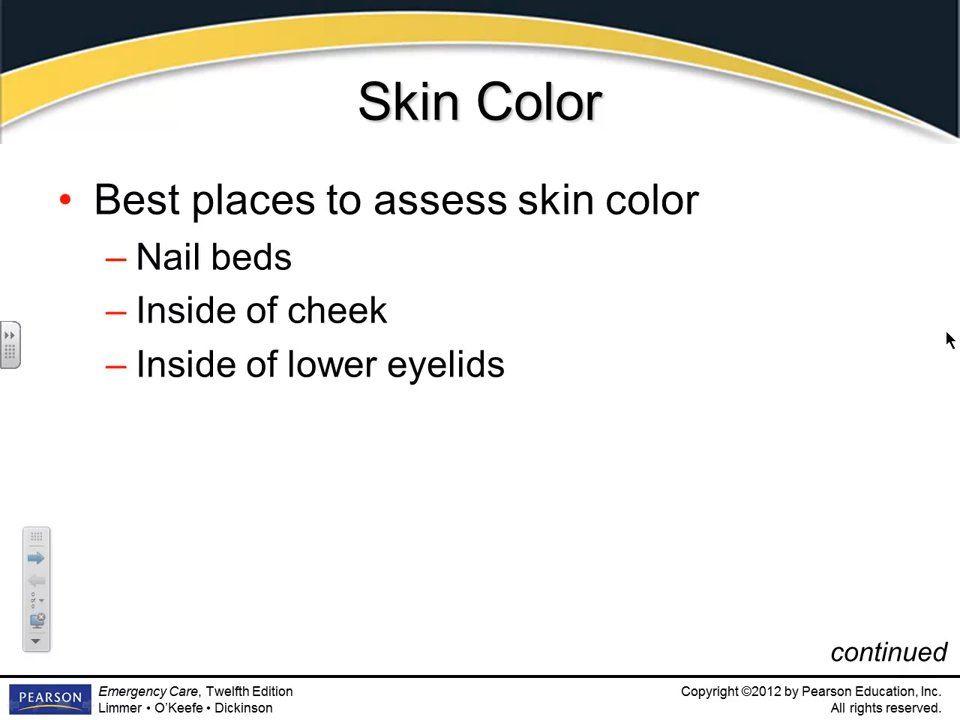 Skin Color
• Best places to assess skin color
– Nail beds
– Inside of cheek
– Inside of lower eyelids
continued
PEARSON
Emergency Care, Twelfth Edition
Limmer • O’Keefe • Dickinson
Copyright ©2012 by Pearson Education, Inc.
All rights reserved.